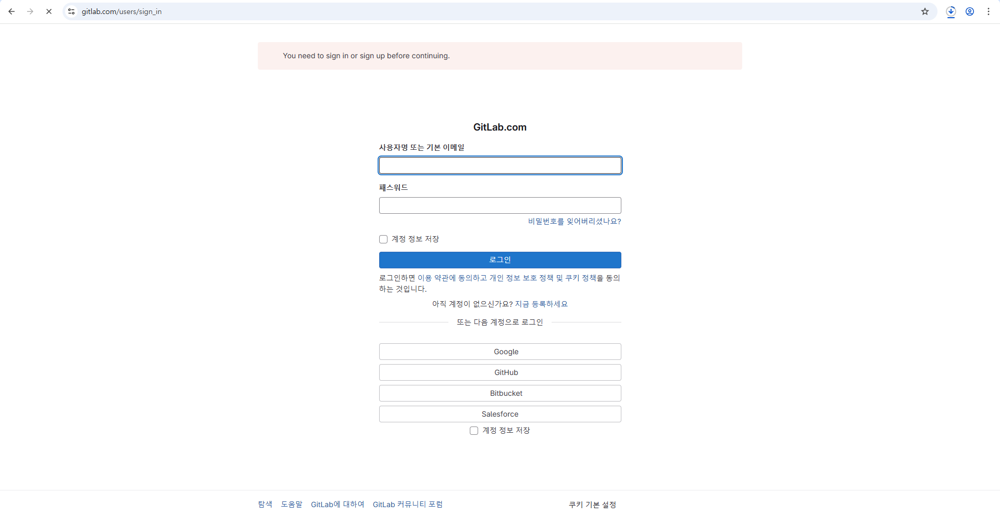 gitlab.com/users/sign_in
You need to sign in or sign up before continuing.
GitLab.com
사용자명 또는 기본 이메일
패스워드
비밀번호를 잊어버리셨나요?
계정 정보 저장
로그인
로그인하면 이용 약관에 동의하고 개인 정보 보호 정책 및 쿠키 정책을 동의
하는 것입니다.
아직 계정이 없으신가요? 지금 등록하세요
또는 다음 계정으로 로그인
Google
GitHub
Bitbucket
Salesforce
계정 정보 저장
탐색 도움말 GitLab에 대하여 GitLab 커뮤니티 포럼 쿠키 기본 설정